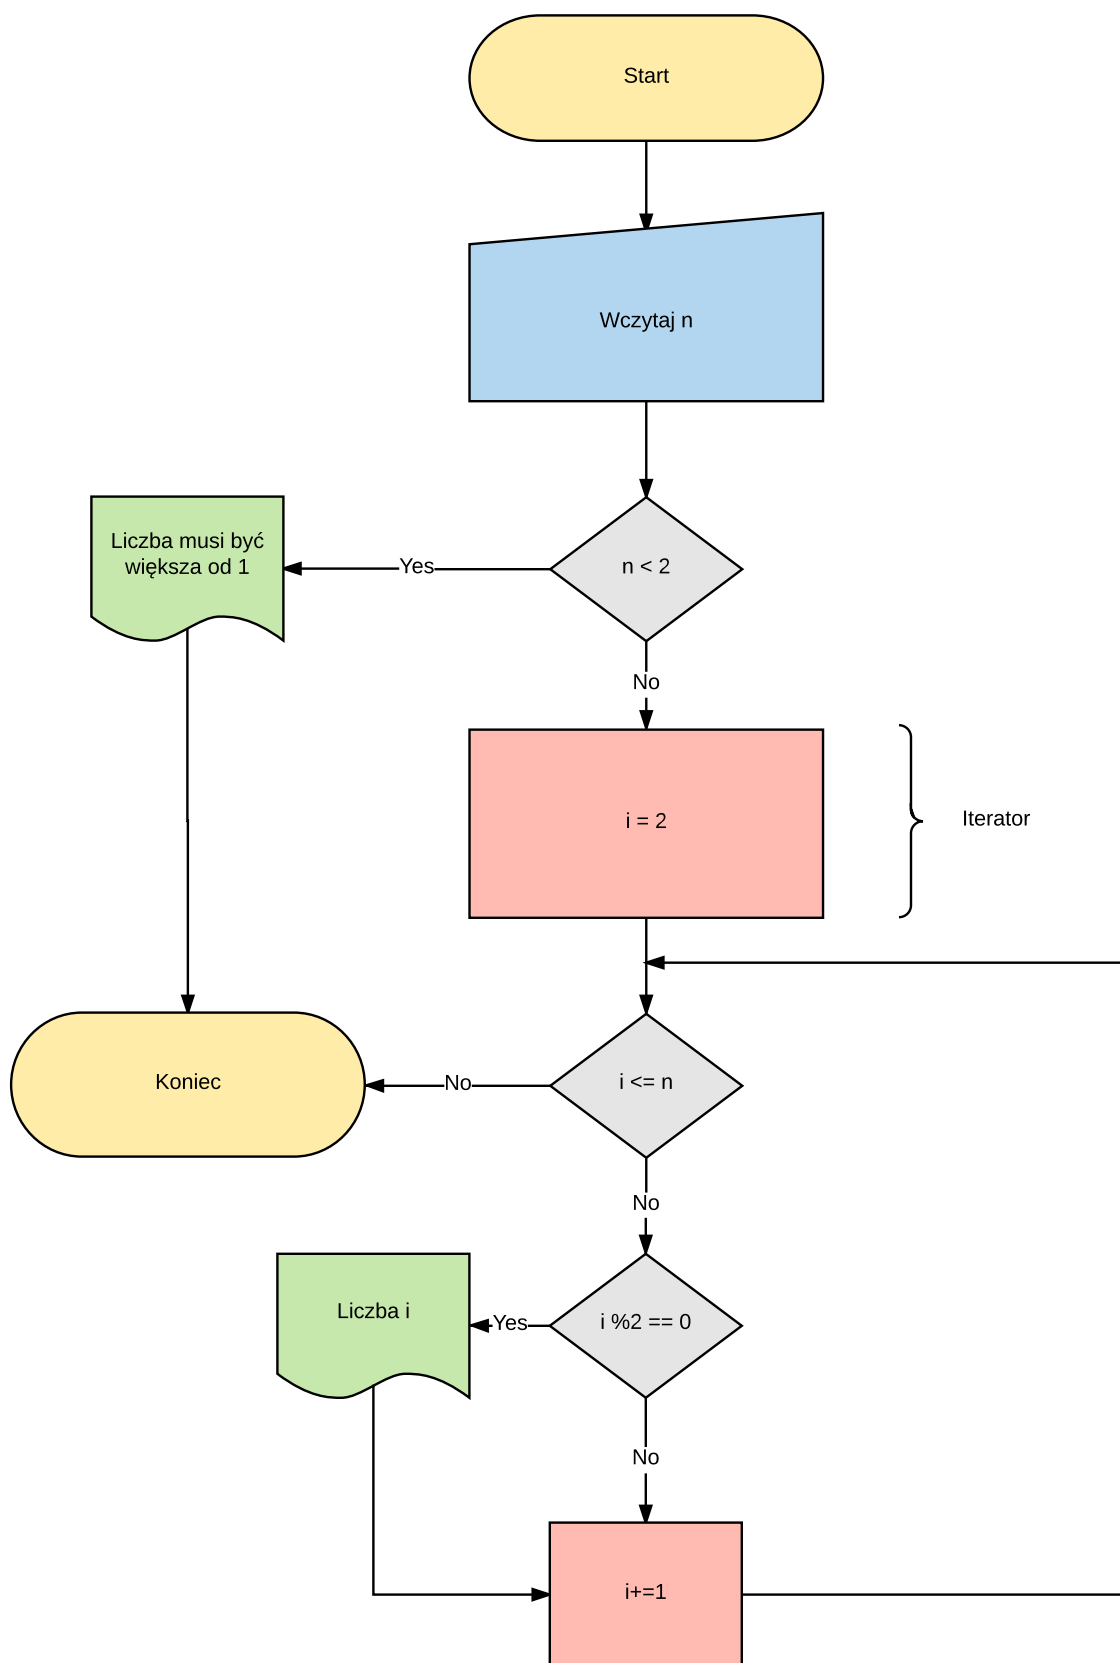 Start
Wczytaj n
Liczba musi być
większa od 1
Yes
n < 2
No
i = 2
Iterator
Koniec
No
i <= n
No
Liczba i
Yes
i %2 == 0
No
i+=1